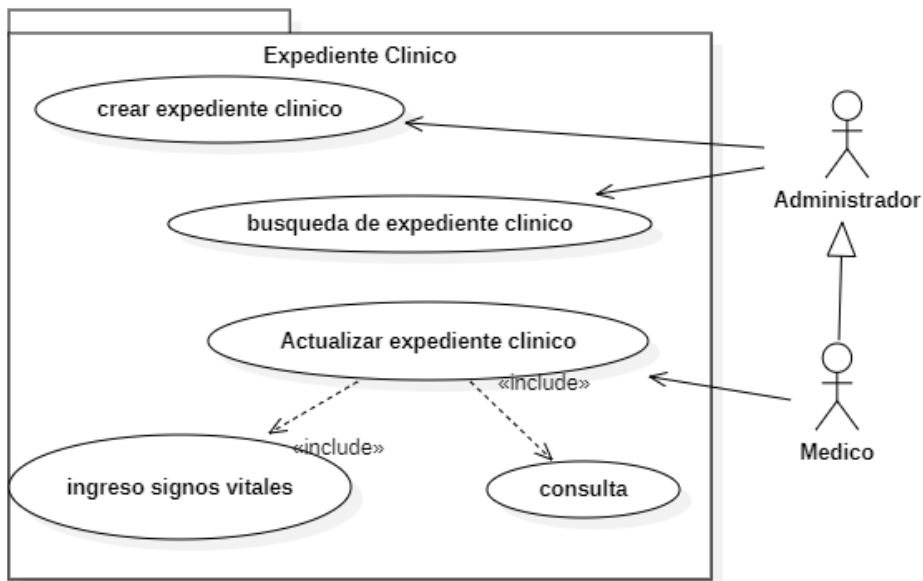 Expediente Clinico
crear expediente clinico
busqueda de expediente clinico
Administrador
Actualizar expediente clinico
«include»
«include»
Medico
ingreso signos vitales
consulta